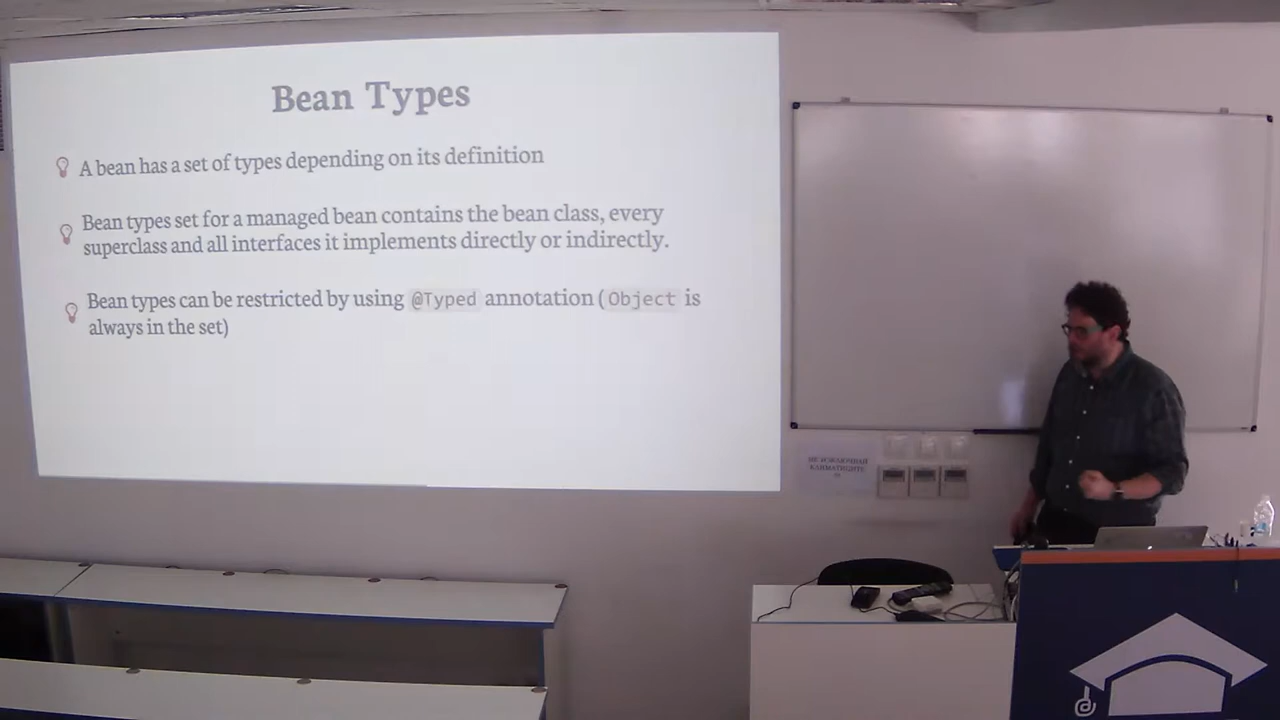 Bean Types
A bean has a set of types depending on its definition
Bean types set for a managed bean contains the bean class, every
superclass and all interfaces it implements directly or indirectly.
Bean types can be restricted by using @Typed annotation (Object is
always in the set)
КЛИМАТИЦИТЕ